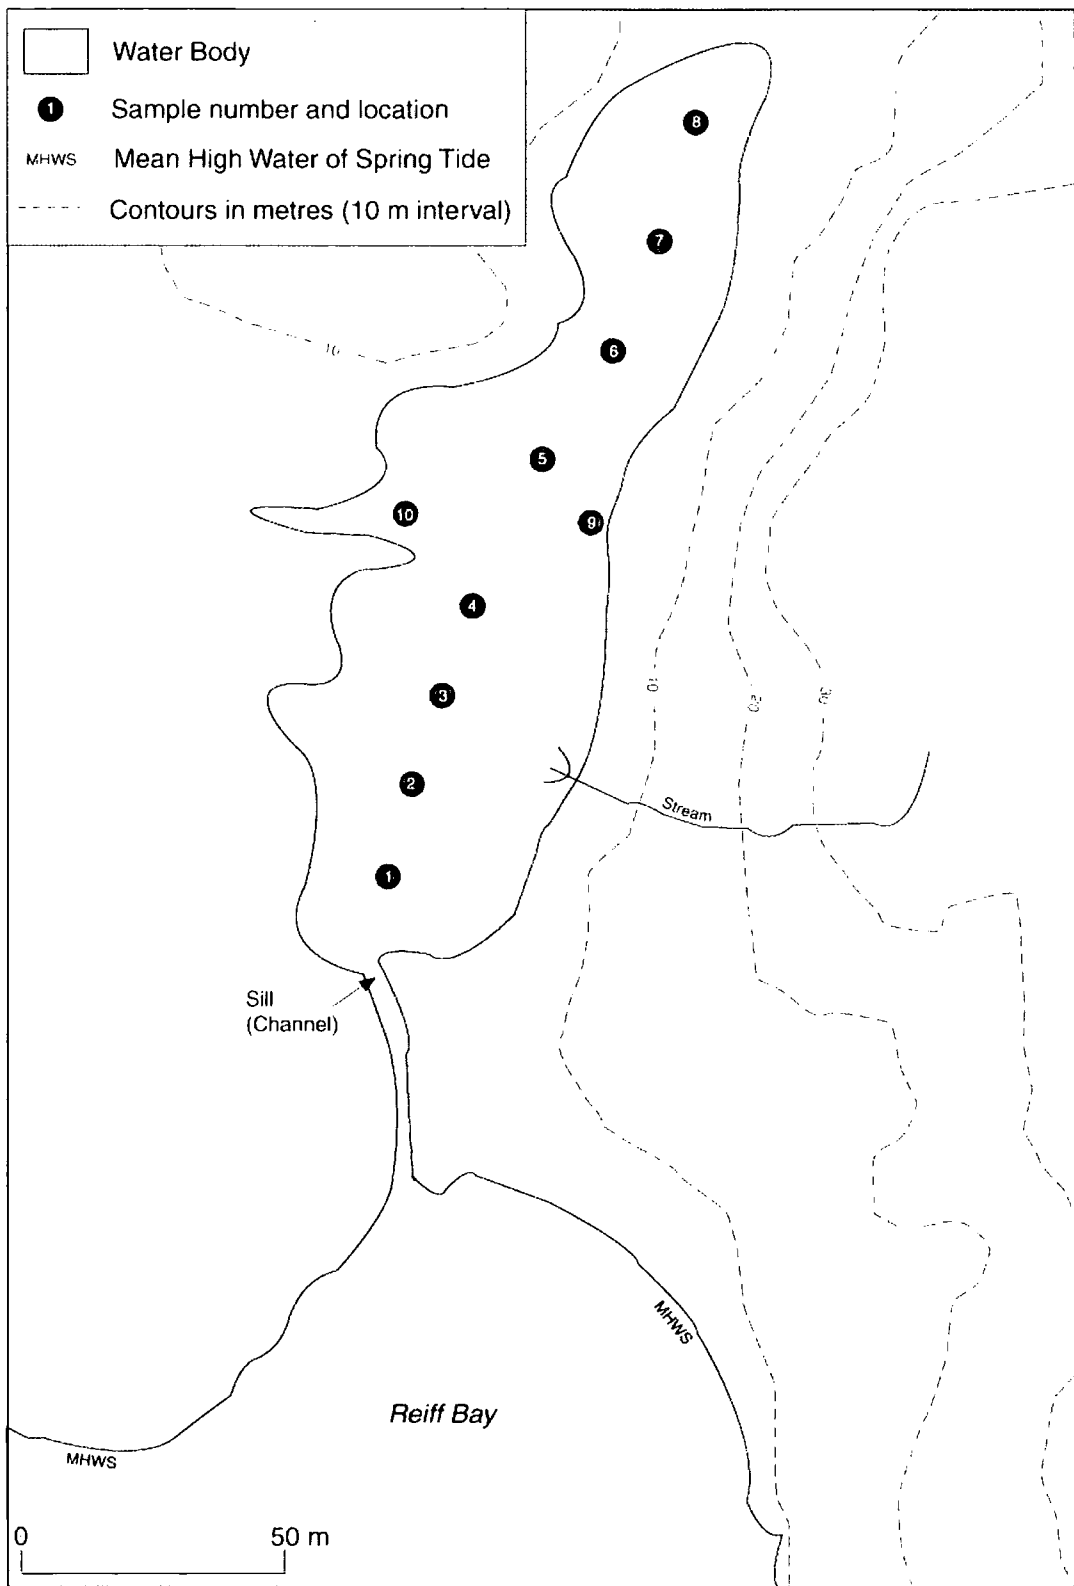 Water Body
1 Sample number and location
MHWS Mean High Water of Spring Tide
Contours in metres (10 m interval)
8
7
10
6
5
10
9
4
3
10
20
30
2
Stream
1
Sill
(Channel)
MHWS
Reiff Bay
MHWS
0 50 m